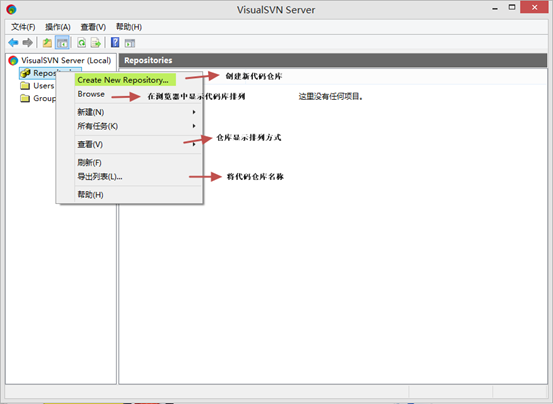 VisualSVN Server
文件(F) 操作(A) 查看(V) 帮助(H)
VisualSVN Server (Local)
Repositories
Users
Group
Repositories
Create New Repository...
创建新代码仓库
Browse
在浏览器中显示代码库排列
这里没有任何项目。
新建(N)
所有任务(K)
查看(V)
仓库显示排列方式
刷新(F)
导出列表(L)...
将代码仓库名称
帮助(H)